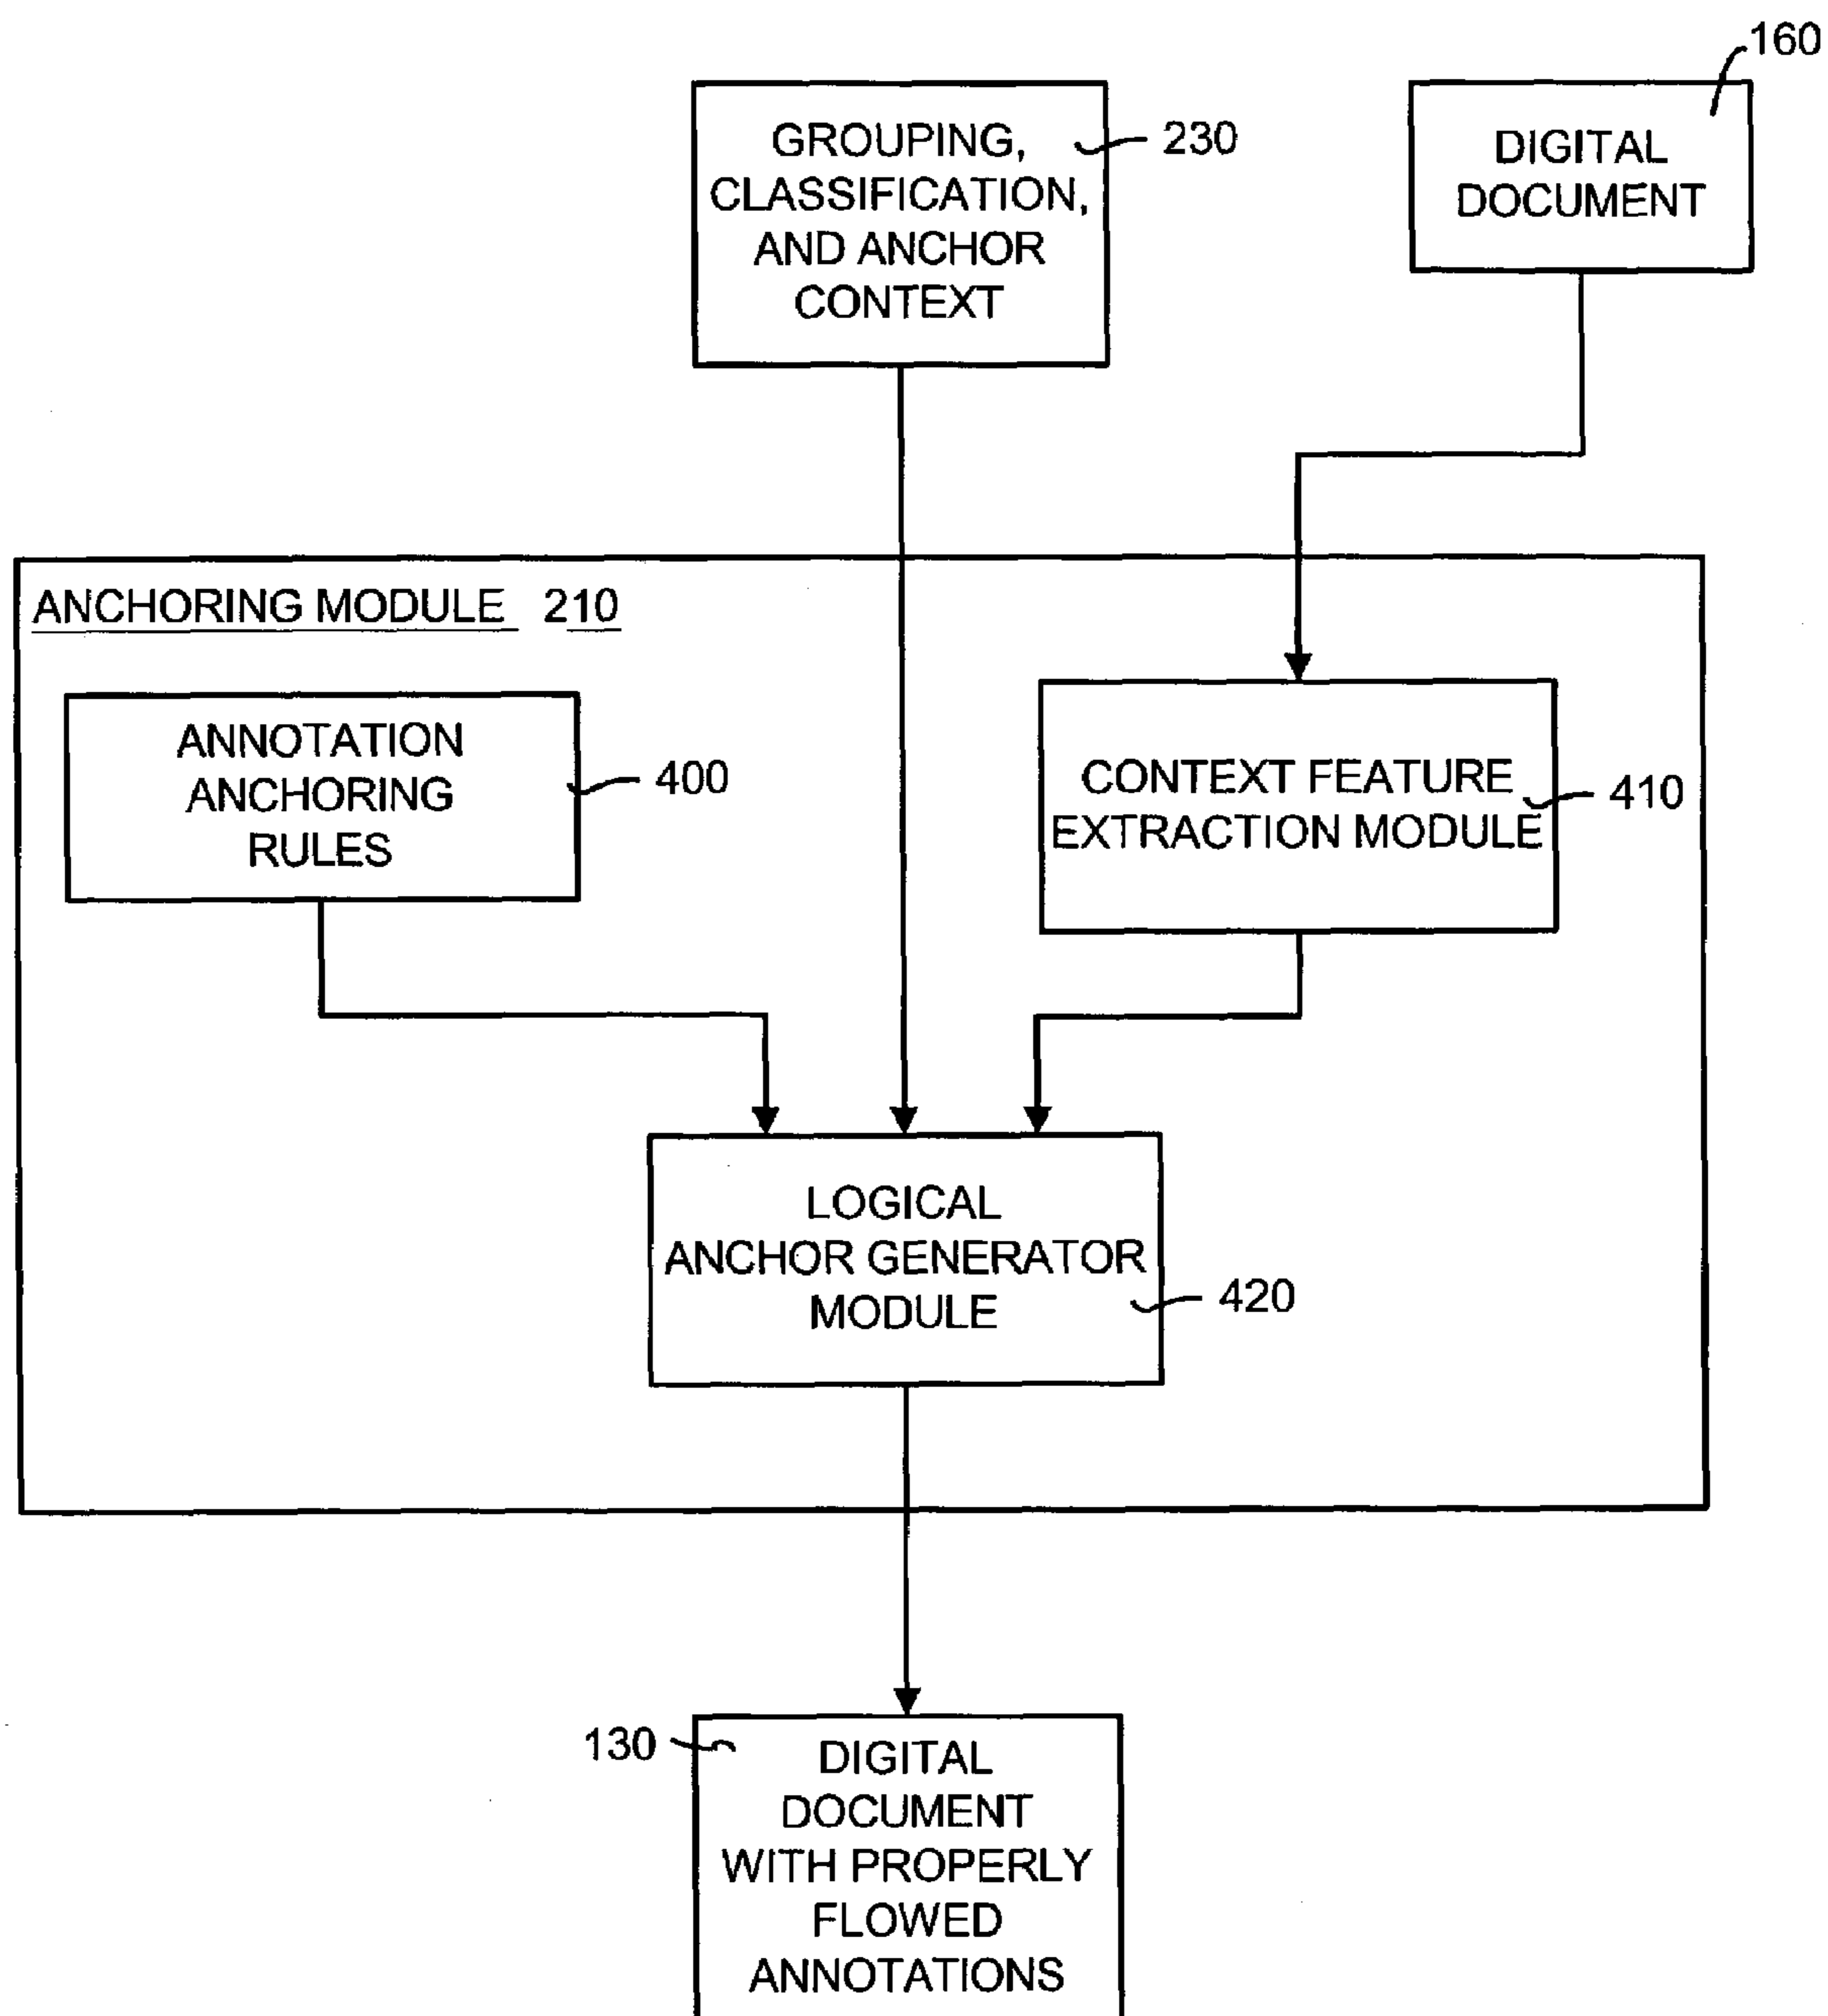 160
GROUPING,
CLASSIFICATION,
AND ANCHOR
CONTEXT
230
DIGITAL
DOCUMENT
ANCHORING MODULE 210
ANNOTATION
ANCHORING
RULES
400
CONTEXT FEATURE
EXTRACTION MODULE
410
LOGICAL
ANCHOR GENERATOR
MODULE
420
130
DIGITAL
DOCUMENT
WITH PROPERLY
FLOWED
ANNOTATIONS